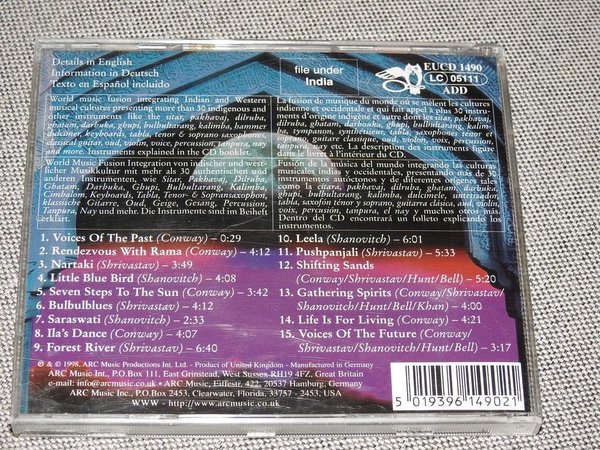 Details in English
Information in Deutsch
Texto en Español incluído
file under
India
EUCD 1490
LC 05111
ADD
World music fusion integrating Indian and Western
musical cultures presenting more than 30 indigenous and
other instruments like the sitar, pakhavaj, dilruba,
ghatam, darbuka, ghupi, bulbultarang, kalimba, hammer
dulcimer, keyboards, tabla, tenor & soprano saxophones,
classical guitar, oud, violin, voice, percussion, tanpura, nay
and more. Instruments explained in the CD booklet.
World Music Fusion Integration von indischer und west-
licher Musikkultur mit mehr als 30 authentischen und
anderen Instrumenten, wie Sitar, Pakhavaj, Dilruba,
Ghatam, Darbuka, Ghupi, Bulbultarang, Kalimba,
Cimbalom, Keyboards, Tabla, Tenor- & Sopransaxophon,
klassische Gitarre, Oud, Geige, Gesang, Percussion,
Tanpura, Nay und mehr. Die Instrumente sind im Beiheft
erklärt.
La fusion de musique du monde où se mêlent les cultures
indienne et occidentale et qui fait appel à plus 30 instru-
ments d'origine indigène et autre dont les sitar, pakhavaj,
dilruba, ghatam, darbouka, ghupi, bulbultarang, kalim-
ba, tympanum, synthetiseurs, tabla, saxophones tenor et
soprano, guitare classique, oud, violon, voix, percussion,
tanpura, nay etc. La description des instruments figure
dans le livret à l'intérieur du CD.
Fusión de la música del mundo integrando las culturas
musicales indias y occidentales, presentando más de 30
instrumentos autóctonos y de diferentes orígenes tales
como la citara, pakhavaj, dilruba, ghatam, darbukas,
ghupi, bulbultarang, kalimba, dulcimele, sintetizador,
tabla, saxofón tenor y soprano, guitarra clásica, aúd, violín,
voz, percusion, tanpura, el nay y muchos otros más.
Dentro del CD encontrará un folleto explicando los
instrumentos.
1. Voices Of The Past (Conway) - 0:29
2. Rendezvous With Rama (Conway) - 4:12
3. Nartaki (Shrivastav) - 3:49
4. Little Blue Bird (Shanovitch) - 4:08
5. Seven Steps To The Sun (Conway) - 3:42
6. Bulbulblues (Shrivastav) - 3:15
7. Saraswati (Shanovitch) - 2:33
8. Ila's Dance (Conway) - 4:07
9. Forest River (Shrivastav) - 6:40
10. Leela (Shanovitch) - 6:01
11. Pushpanjali (Shrivastav) - 5:33
12. Shifting Sands
(Conway/Shrivastav/Hunt/Bell) - 5:20
13. Gathering Spirits (Conway/Shrivastav/
Shanovitch/Hunt/Bell/Khan) - 4:00
14. Life Is For Living (Conway) - 4:21
15. Voices Of The Future (Conway/
Shrivastav/Shanovitch/Hunt/Bell) - 3:17
℗ & © 1998, ARC Music Productions Int. Ltd. - Product of United Kingdom - Manufactured in Germany
ARC Music Int., P.O.Box 111, East Grinstead, West Sussex RH19 4FZ, Great Britain
e-mail: info@arcmusic.co.uk - ARC Music, Eiffestr. 422, 20537 Hamburg, Germany
ARC Music Int., P.O.Box 2453, Clearwater, Florida, 33757 - 2453, USA
WWW - http://www.arcmusic.co.uk
5 019396 149021